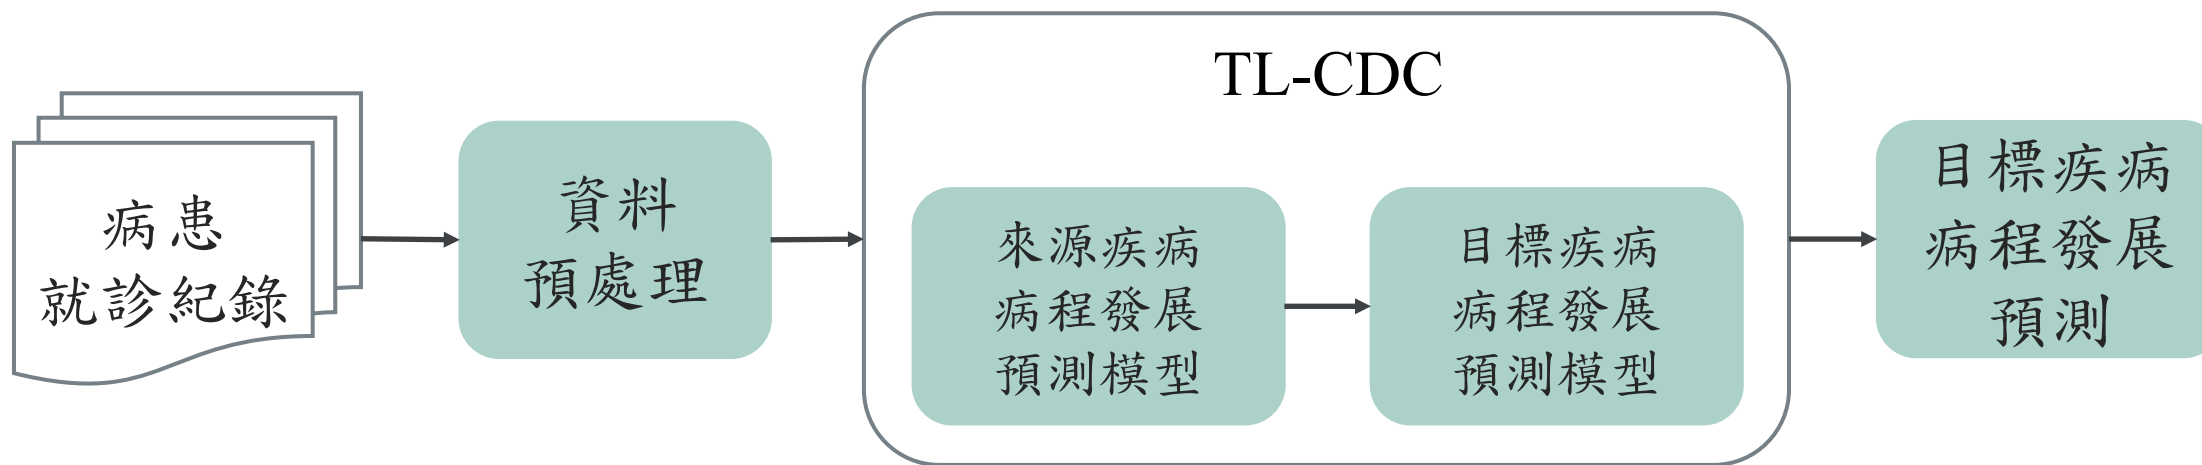 病患
就診紀錄
資料
預處理
TL-CDC
來源疾病
病程發展
預測模型
目標疾病
病程發展
預測模型
目標疾病
病程發展
預測